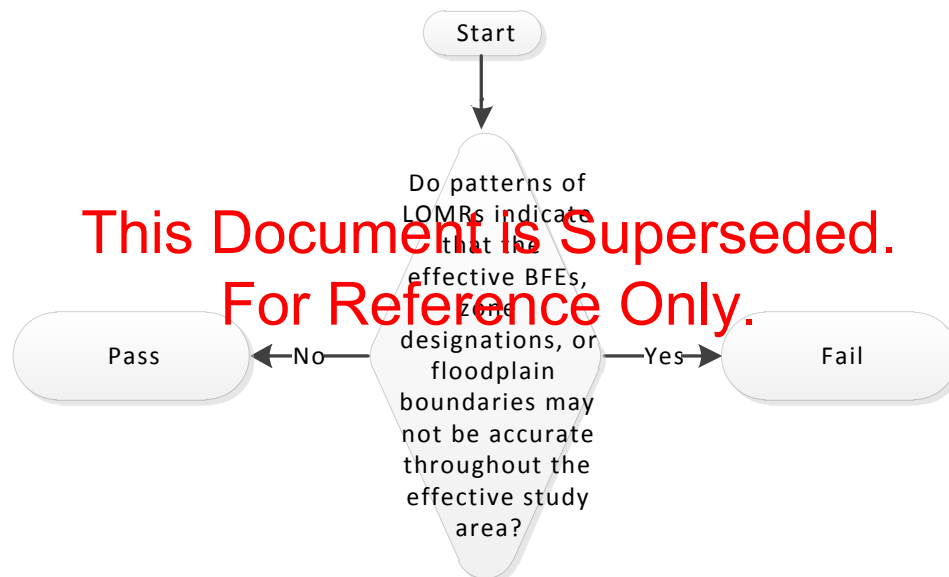 Start
Do patterns of
LOMRs indicate
that the
effective BFEs,
zone
designations, or
floodplain
boundaries may
not be accurate
throughout the
effective study
area?
This Document is Superseded.
For Reference Only.
Pass
No
Yes
Fail